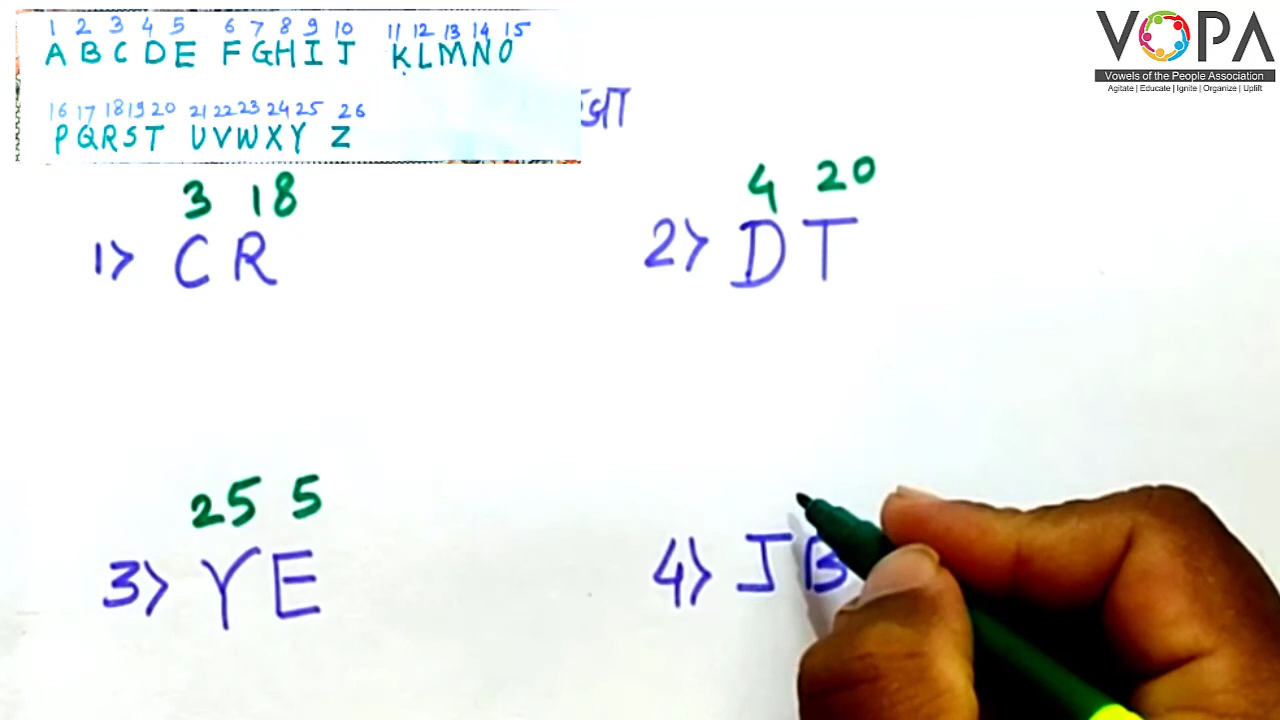 1 2 3 4 5 6 7 8 9 10 11 12 13 14 15
A B C D E F G H I J K L M N O
16 17 18 19 20 21 22 23 24 25 26
P Q R S T U V W X Y Z
VOPA
Vowels of the People Association
Agitate | Educate | Ignite | Organize | Uplift
3 18
1> C R
4 20
2> D T
25 5
3> Y E
4> J B